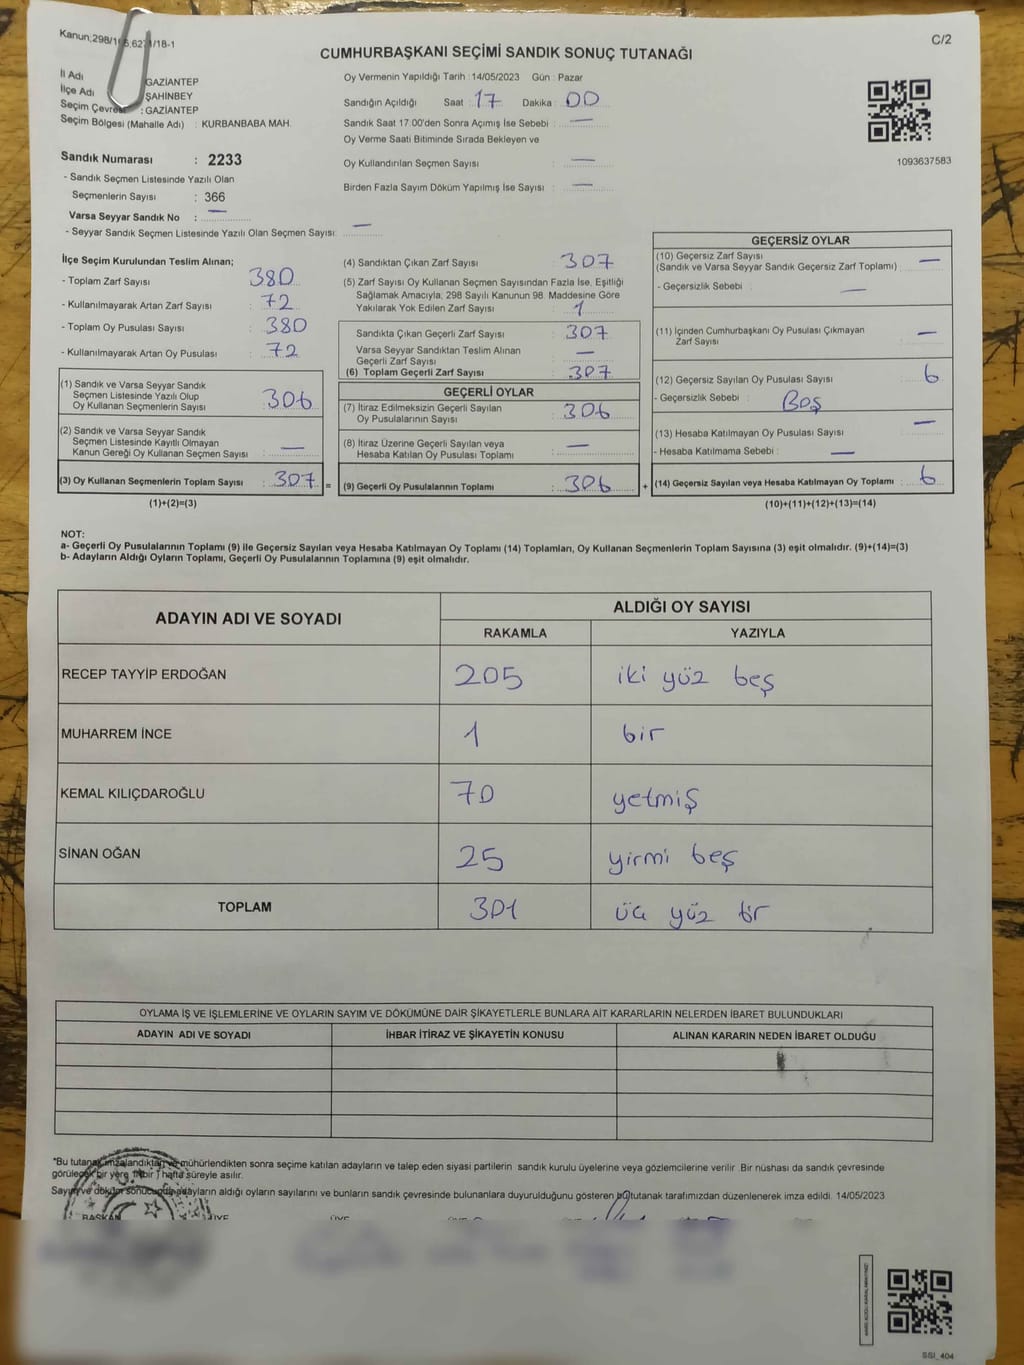 Kanun;298/1
/18-1
C/2
CUMHURBAŞKANI SEÇİMİ SANDIK SONUÇ TUTANAĞI
İl Adı : GAZİANTEP
İlçe Adı : ŞAHİNBEY
Seçim Çevresi : GAZİANTEP
Seçim Bölgesi (Mahalle Adı) : KURBANBABA MAH.
Sandık Numarası : 2233
- Sandık Seçmen Listesinde Yazılı Olan
Seçmenlerin Sayısı : 366
Varsa Seyyar Sandık No : —
- Seyyar Sandık Seçmen Listesinde Yazılı Olan Seçmen Sayısı: —
Oy Vermenin Yapıldığı Tarih : 14/05/2023 Gün : Pazar
Sandığın Açıldığı Saat : 17 Dakika : 00
Sandık Saat 17.00'den Sonra Açımış İse Sebebi : —
Oy Verme Saati Bitiminde Sırada Bekleyen ve
Oy Kullandırılan Seçmen Sayısı : —
Birden Fazla Sayım Döküm Yapılmış İse Sayısı : —
1093637583
İlçe Seçim Kurulundan Teslim Alınan;
- Toplam Zarf Sayısı : 380
- Kullanılmayarak Artan Zarf Sayısı : 72
- Toplam Oy Pusulası Sayısı : 380
- Kullanılmayarak Artan Oy Pusulası : 72
(1) Sandık ve Varsa Seyyar Sandık
Seçmen Listesinde Yazılı Olup
Oy Kullanan Seçmenlerin Sayısı : 306
(2) Sandık ve Varsa Seyyar Sandık
Seçmen Listesinde Kayıtlı Olmayan
Kanun Gereği Oy Kullanan Seçmen Sayısı : —
(3) Oy Kullanan Seçmenlerin Toplam Sayısı : 307 =
(1)+(2)=(3)
(4) Sandıktan Çıkan Zarf Sayısı : 307
(5) Zarf Sayısı Oy Kullanan Seçmen Sayısından Fazla İse, Eşitliği
Sağlamak Amacıyla; 298 Sayılı Kanunun 98. Maddesine Göre
Yakılarak Yok Edilen Zarf Sayısı : 1
Sandıkta Çıkan Geçerli Zarf Sayısı : 307
Varsa Seyyar Sandıktan Teslim Alınan
Geçerli Zarf Sayısı : —
(6) Toplam Geçerli Zarf Sayısı : 307
GEÇERLİ OYLAR
(7) İtiraz Edilmeksizin Geçerli Sayılan
Oy Pusulalarının Sayısı : 306
(8) İtiraz Üzerine Geçerli Sayılan veya
Hesaba Katılan Oy Pusulası Toplamı : —
(9) Geçerli Oy Pusulalarının Toplamı : 306 +
GEÇERSİZ OYLAR
(10) Geçersiz Zarf Sayısı
(Sandık ve Varsa Seyyar Sandık Geçersiz Zarf Toplamı) —
- Geçersizlik Sebebi : —
(11) İçinden Cumhurbaşkanı Oy Pusulası Çıkmayan
Zarf Sayısı : —
(12) Geçersiz Sayılan Oy Pusulası Sayısı : 6
- Geçersizlik Sebebi : Boş
(13) Hesaba Katılmayan Oy Pusulası Sayısı : —
- Hesaba Katılmama Sebebi : —
(14) Geçersiz Sayılan veya Hesaba Katılmayan Oy Toplamı : 6
(10)+(11)+(12)+(13)=(14)
NOT:
a- Geçerli Oy Pusulalarının Toplamı (9) ile Geçersiz Sayılan veya Hesaba Katılmayan Oy Toplamı (14) Toplamları, Oy Kullanan Seçmenlerin Toplam Sayısına (3) eşit olmalıdır. (9)+(14)=(3)
b- Adayların Aldığı Oyların Toplamı, Geçerli Oy Pusulalarının Toplamına (9) eşit olmalıdır.
ADAYIN ADI VE SOYADI
ALDIĞI OY SAYISI
RAKAMLA YAZIYLA
RECEP TAYYİP ERDOĞAN 205 iki yüz beş
MUHARREM İNCE 1 bir
KEMAL KILIÇDAROĞLU 70 yetmiş
SİNAN OĞAN 25 yirmi beş
TOPLAM 301 üç yüz bir
OYLAMA İŞ VE İŞLEMLERİNE VE OYLARIN SAYIM VE DÖKÜMÜNE DAİR ŞİKAYETLERLE BUNLARA AİT KARARLARIN NELERDEN İBARET BULUNDUKLARI
ADAYIN ADI VE SOYADI İHBAR İTİRAZ VE ŞİKAYETİN KONUSU ALINAN KARARIN NEDEN İBARET OLDUĞU
*Bu tutanak imzalandıktan ve mühürlendikten sonra seçime katılan adayların ve talep eden siyasi partilerin sandık kurulu üyelerine veya gözlemcilerine verilir. Bir nüshası da sandık çevresinde
görülecek bir yere 1 (bir) hafta süreyle asılır.
Sayım ve döküm sonucunda adayların aldığı oyların sayılarını ve bunların sandık çevresinde bulunanlara duyurulduğunu gösteren bu tutanak tarafımızdan düzenlenerek imza edildi. 14/05/2023
BAŞKAN ÜYE ÜYE ÜYE
SSI_404